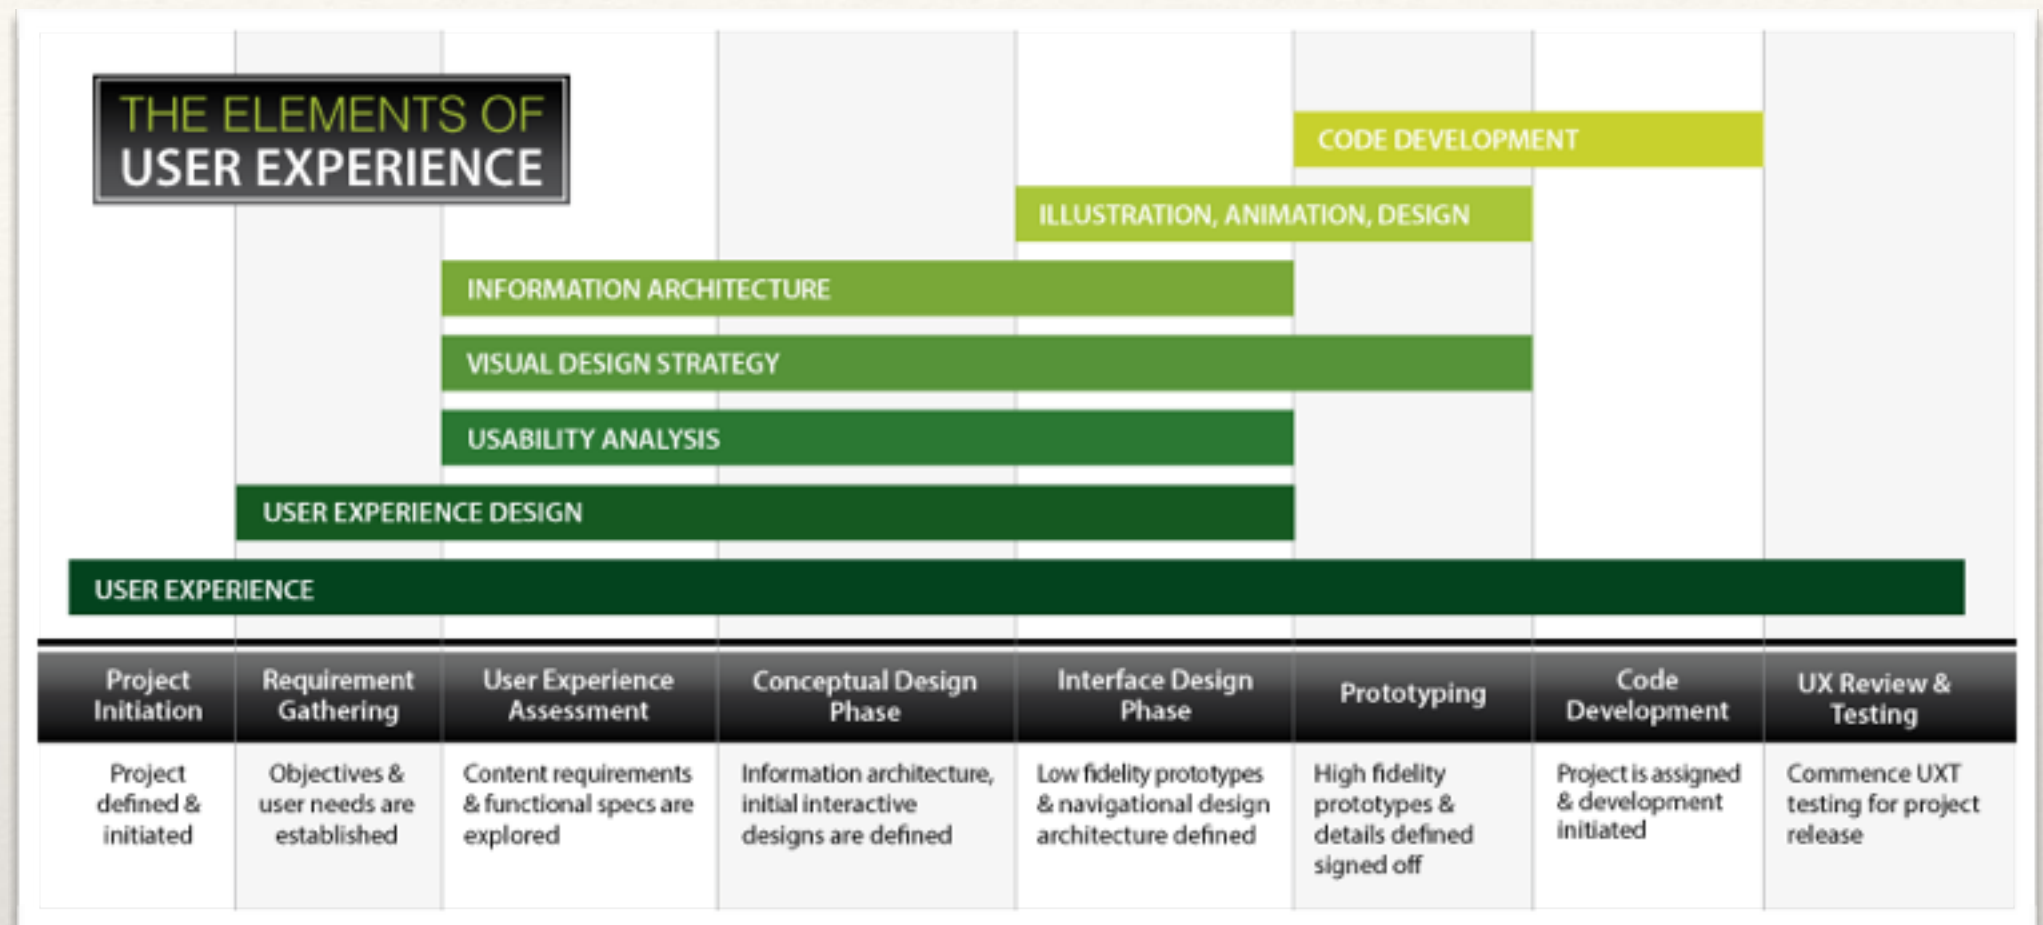 THE ELEMENTS OF
USER EXPERIENCE
CODE DEVELOPMENT
ILLUSTRATION, ANIMATION, DESIGN
INFORMATION ARCHITECTURE
VISUAL DESIGN STRATEGY
USABILITY ANALYSIS
USER EXPERIENCE DESIGN
USER EXPERIENCE
Project
Initiation
Requirement
Gathering
User Experience
Assessment
Conceptual Design
Phase
Interface Design
Phase
Prototyping
Code
Development
UX Review &
Testing
Project
defined &
initiated
Objectives &
user needs are
established
Content requirements
& functional specs are
explored
Information architecture,
initial interactive
designs are defined
Low fidelity prototypes
& navigational design
architecture defined
High fidelity
prototypes &
details defined
signed off
Project is assigned
& development
initiated
Commence UXT
testing for project
release